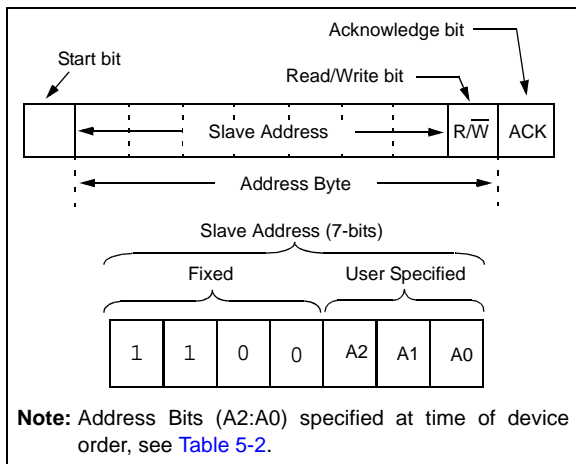 Acknowledge bit
Start bit
Read/Write bit
Slave Address R/W̅ ACK
Address Byte
Slave Address (7-bits)
Fixed User Specified
1 1 0 0 A2 A1 A0
Note: Address Bits (A2:A0) specified at time of device
order, see Table 5-2.